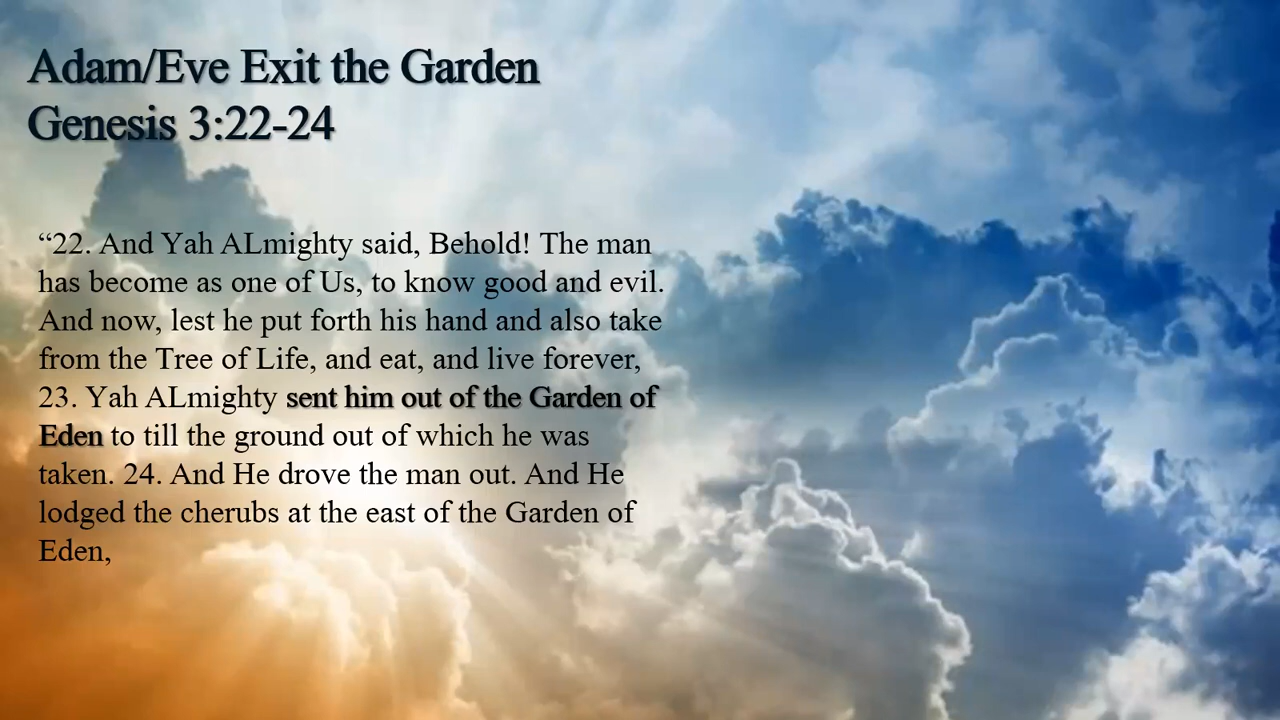 Adam/Eve Exit the Garden
Genesis 3:22-24
“22. And Yah ALmighty said, Behold! The man
has become as one of Us, to know good and evil.
And now, lest he put forth his hand and also take
from the Tree of Life, and eat, and live forever,
23. Yah ALmighty sent him out of the Garden of
Eden to till the ground out of which he was
taken. 24. And He drove the man out. And He
lodged the cherubs at the east of the Garden of
Eden,